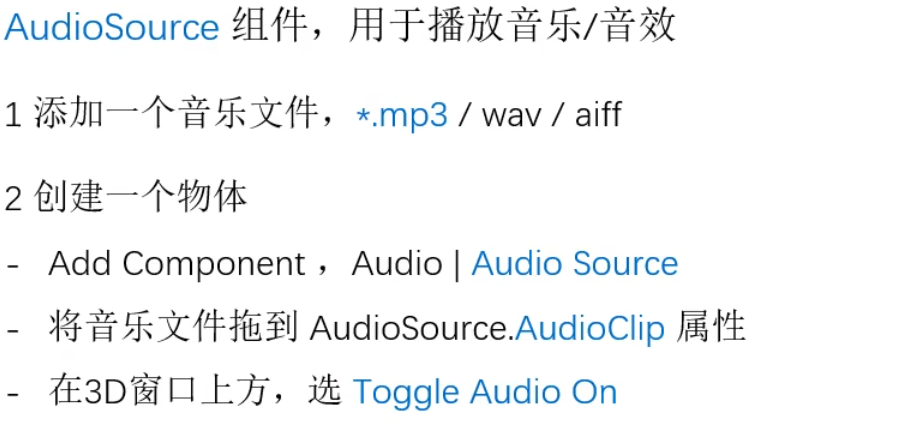 AudioSource 组件，用于播放音乐/音效
1 添加一个音乐文件，*.mp3 / wav / aiff
2 创建一个物体
- Add Component ，Audio | Audio Source
- 将音乐文件拖到 AudioSource.AudioClip 属性
- 在3D窗口上方，选 Toggle Audio On